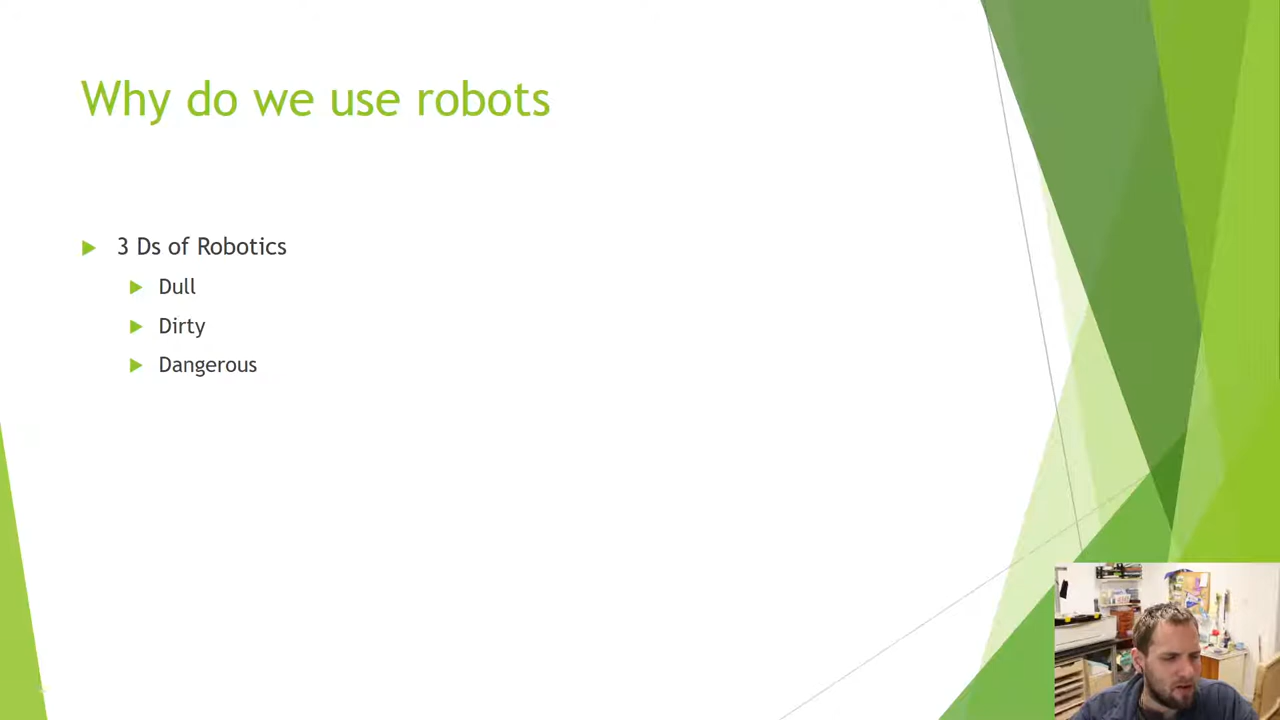 Why do we use robots
3 Ds of Robotics
Dull
Dirty
Dangerous